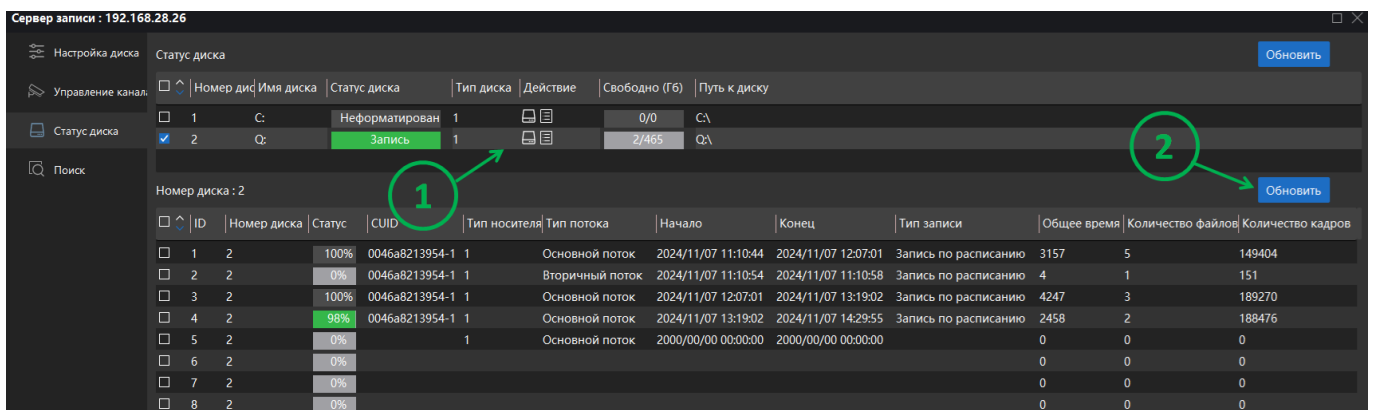 Сервер записи : 192.168.28.26
Настройка диска
Управление канала
Статус диска
Поиск
Статус диска
Обновить
Номер дис Имя диска Статус диска Тип диска Действие Свободно (Гб) Путь к диску
1 C: Неформатирован 1 0/0 C:\
2 Q: Запись 1 2/465 Q:\
1
2
Номер диска : 2
Обновить
ID Номер диска Статус CUID Тип носителя Тип потока Начало Конец Тип записи Общее время Количество файлов Количество кадров
1 2 100% 0046a8213954-1 1 Основной поток 2024/11/07 11:10:44 2024/11/07 12:07:01 Запись по расписанию 3157 5 149404
2 2 0% 0046a8213954-1 1 Вторичный поток 2024/11/07 11:10:54 2024/11/07 11:10:58 Запись по расписанию 4 1 151
3 2 100% 0046a8213954-1 1 Основной поток 2024/11/07 12:07:01 2024/11/07 13:19:02 Запись по расписанию 4247 3 189270
4 2 98% 0046a8213954-1 1 Основной поток 2024/11/07 13:19:02 2024/11/07 14:29:55 Запись по расписанию 2458 2 188476
5 2 0% 1 Основной поток 2000/00/00 00:00:00 2000/00/00 00:00:00 0 0 0
6 2 0% 0 0 0
7 2 0% 0 0 0
8 2 0% 0 0 0